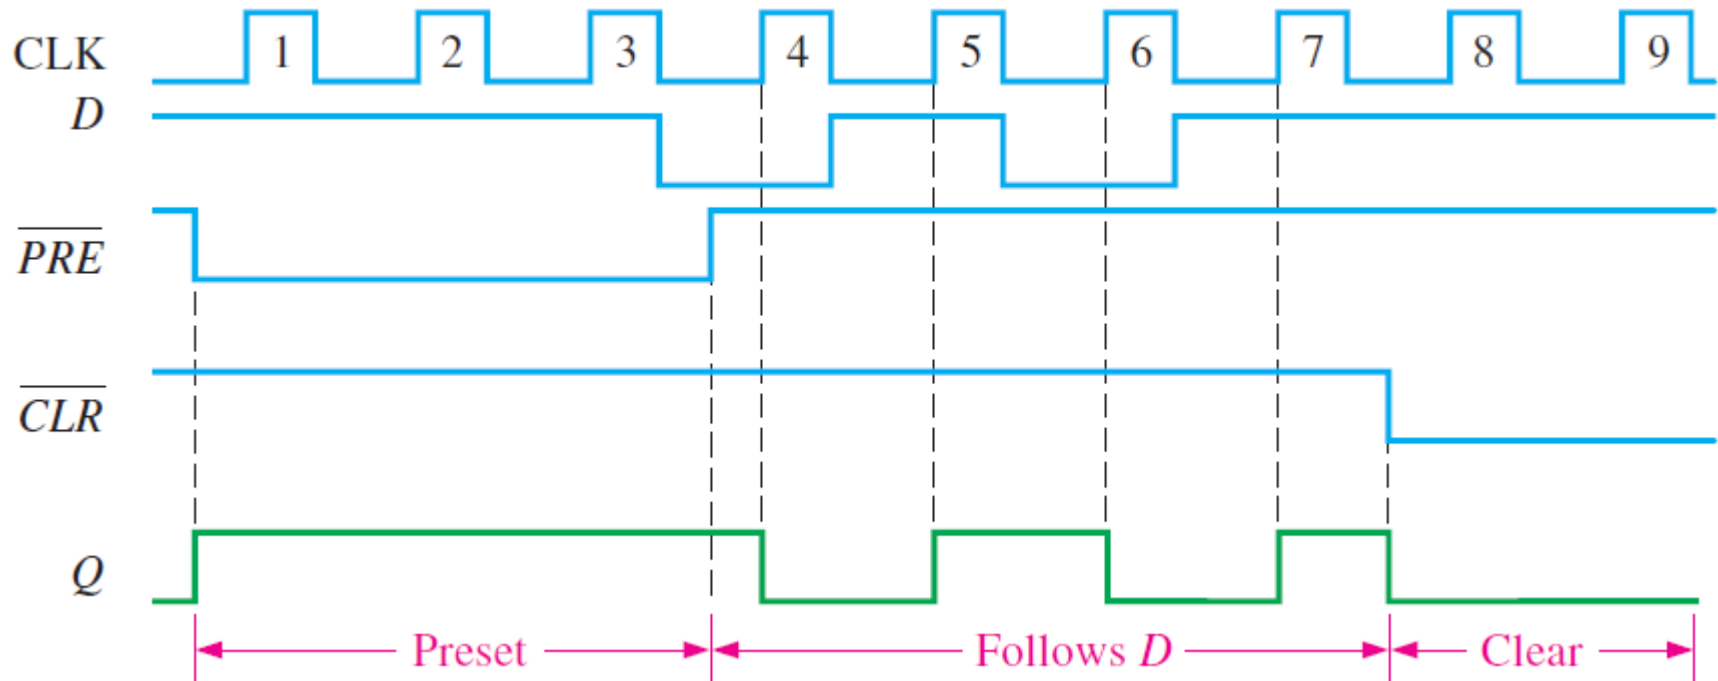 CLK 1 2 3 4 5 6 7 8 9
D
PRE
CLR
Q
Preset Follows D Clear